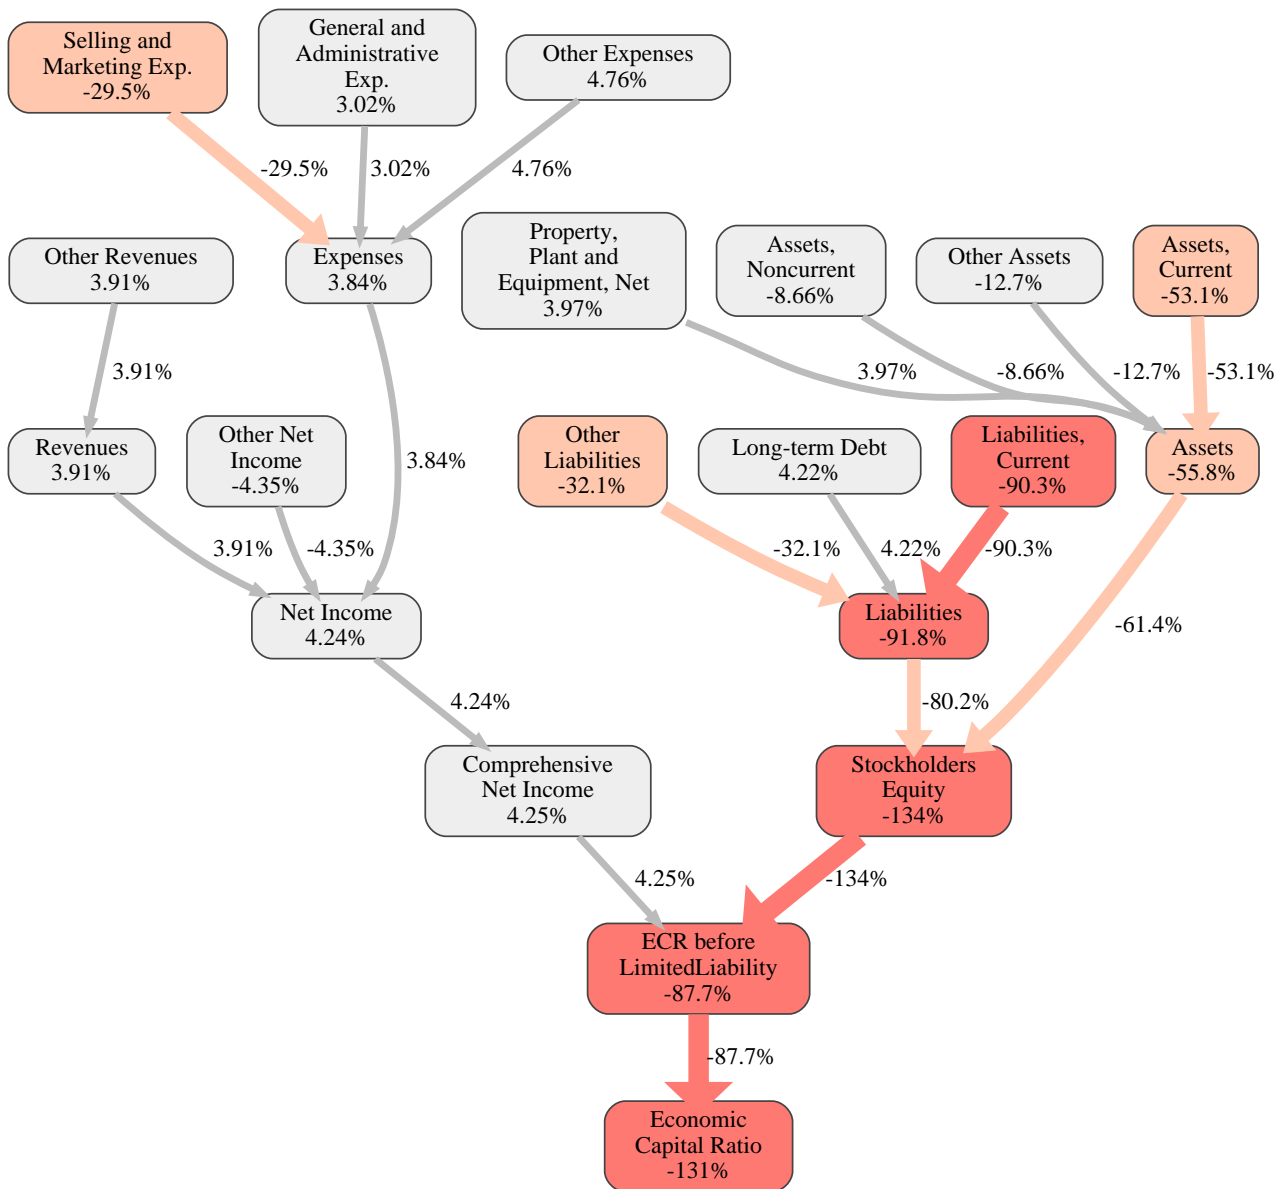 Selling and
Marketing Exp.
-29.5%
General and
Administrative
Exp.
3.02%
Other Expenses
4.76%
-29.5%
3.02%
4.76%
Other Revenues
3.91%
Expenses
3.84%
Property,
Plant and
Equipment, Net
3.97%
Assets,
Noncurrent
-8.66%
Other Assets
-12.7%
Assets,
Current
-53.1%
3.91%
3.84%
3.97%
-8.66%
-12.7%
-53.1%
Revenues
3.91%
Other Net
Income
-4.35%
Other
Liabilities
-32.1%
Long-term Debt
4.22%
Liabilities,
Current
-90.3%
Assets
-55.8%
3.91%
-4.35%
-32.1%
4.22%
-90.3%
-61.4%
Net Income
4.24%
Liabilities
-91.8%
4.24%
-80.2%
Comprehensive
Net Income
4.25%
Stockholders
Equity
-134%
4.25%
-134%
ECR before
LimitedLiability
-87.7%
-87.7%
Economic
Capital Ratio
-131%